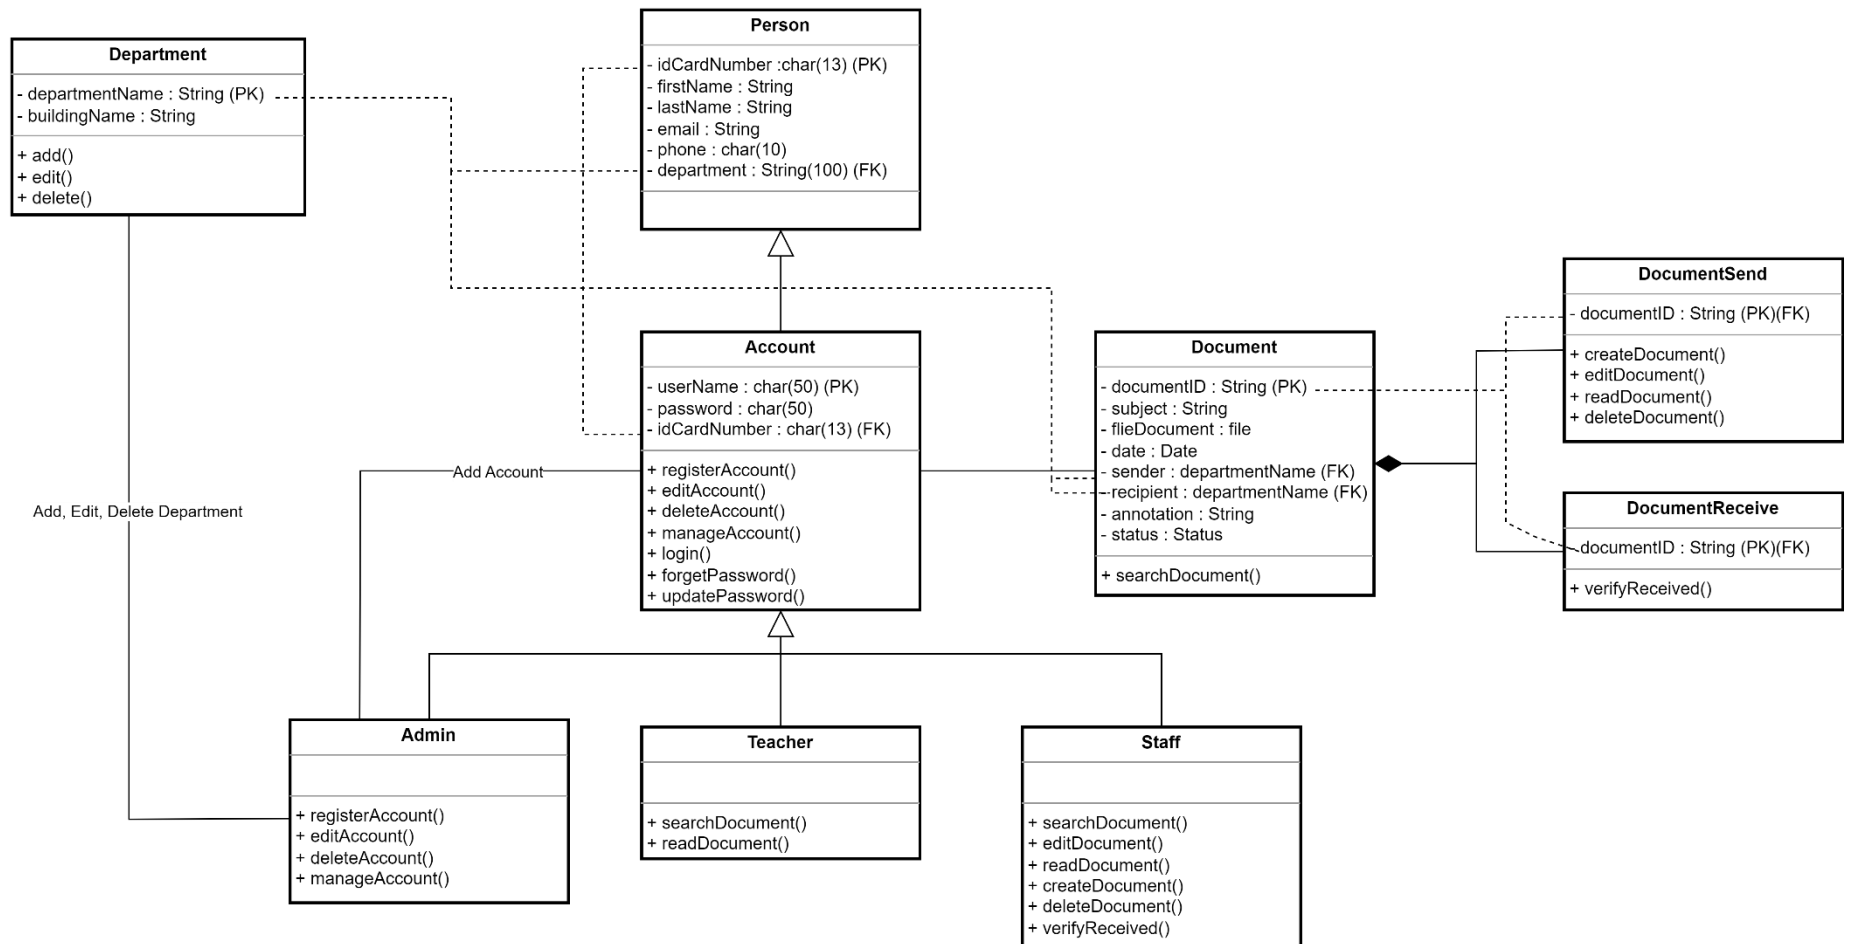 Department
- departmentName : String (PK)
- buildingName : String
+ add()
+ edit()
+ delete()
Person
- idCardNumber :char(13) (PK)
- firstName : String
- lastName : String
- email : String
- phone : char(10)
- department : String(100) (FK)
Account
- userName : char(50) (PK)
- password : char(50)
- idCardNumber : char(13) (FK)
+ registerAccount()
+ editAccount()
+ deleteAccount()
+ manageAccount()
+ login()
+ forgetPassword()
+ updatePassword()
Document
- documentID : String (PK)
- subject : String
- flieDocument : file
- date : Date
- sender : departmentName (FK)
- recipient : departmentName (FK)
- annotation : String
- status : Status
+ searchDocument()
DocumentSend
- documentID : String (PK)(FK)
+ createDocument()
+ editDocument()
+ readDocument()
+ deleteDocument()
DocumentReceive
- documentID : String (PK)(FK)
+ verifyReceived()
Add Account
Add, Edit, Delete Department
Admin
+ registerAccount()
+ editAccount()
+ deleteAccount()
+ manageAccount()
Teacher
+ searchDocument()
+ readDocument()
Staff
+ searchDocument()
+ editDocument()
+ readDocument()
+ createDocument()
+ deleteDocument()
+ verifyReceived()